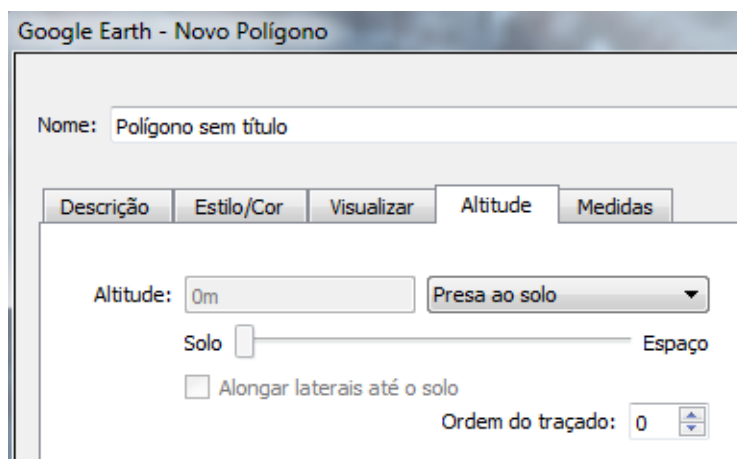 Google Earth - Novo Polígono
Nome: Polígono sem título
Descrição Estilo/Cor Visualizar Altitude Medidas
Altitude: 0m Presa ao solo
Solo Espaço
Alongar laterais até o solo
Ordem do traçado: 0